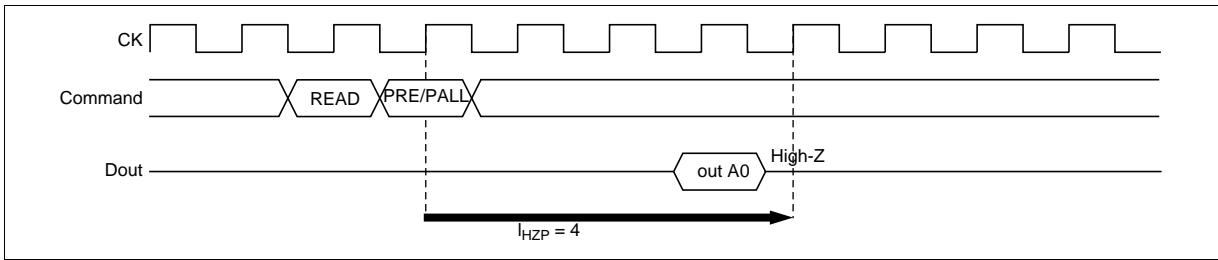 CK
Command
READ
PRE/PALL
Dout
out A0
High-Z
lHZP = 4